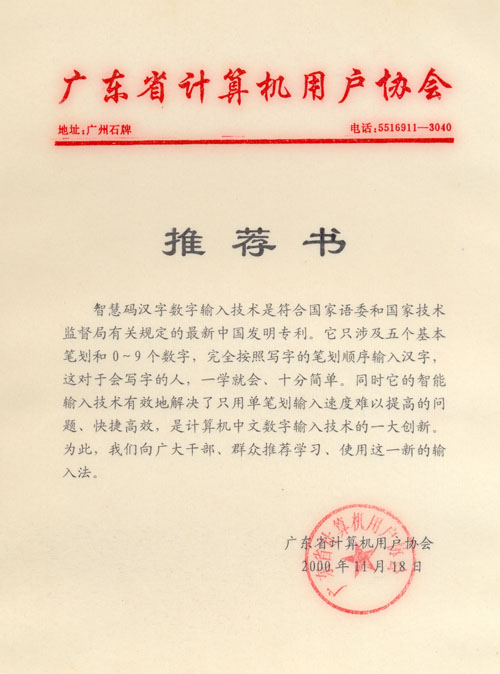 广东省计算机用户协会
地址:广州石牌 电话:5516911—3040
推荐书
智慧码汉字数字输入技术是符合国家语委和国家技术
监督局有关规定的最新中国发明专利。它只涉及五个基本
笔划和0~9个数字，完全按照写字的笔划顺序输入汉字，
这对于会写字的人，一学就会、十分简单。同时它的智能
输入技术有效地解决了只用单笔划输入速度难以提高的问
题、快捷高效，是计算机中文数字输入技术的一大创新。
为此，我们向广大干部、群众推荐学习、使用这一新的输
入法。
广东省计算机用户协会
2000年11月18日
广东省计算机用户协会